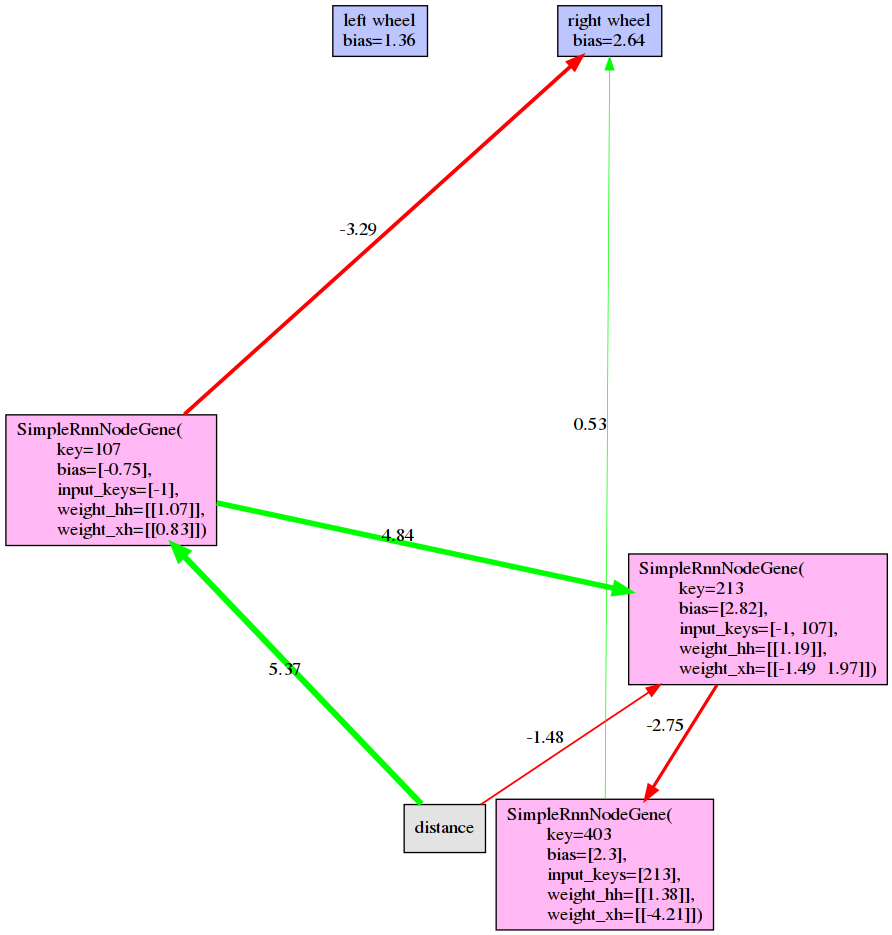 left wheel
bias=1.36
right wheel
bias=2.64
-3.29
0.53
SimpleRnnNodeGene(
key=107
bias=[-0.75],
input_keys=[-1],
weight_hh=[[1.07]],
weight_xh=[[0.83]])
4.84
SimpleRnnNodeGene(
key=213
bias=[2.82],
input_keys=[-1, 107],
weight_hh=[[1.19]],
weight_xh=[[-1.49 1.97]])
5.37
-1.48
-2.75
distance
SimpleRnnNodeGene(
key=403
bias=[2.3],
input_keys=[213],
weight_hh=[[1.38]],
weight_xh=[[-4.21]])